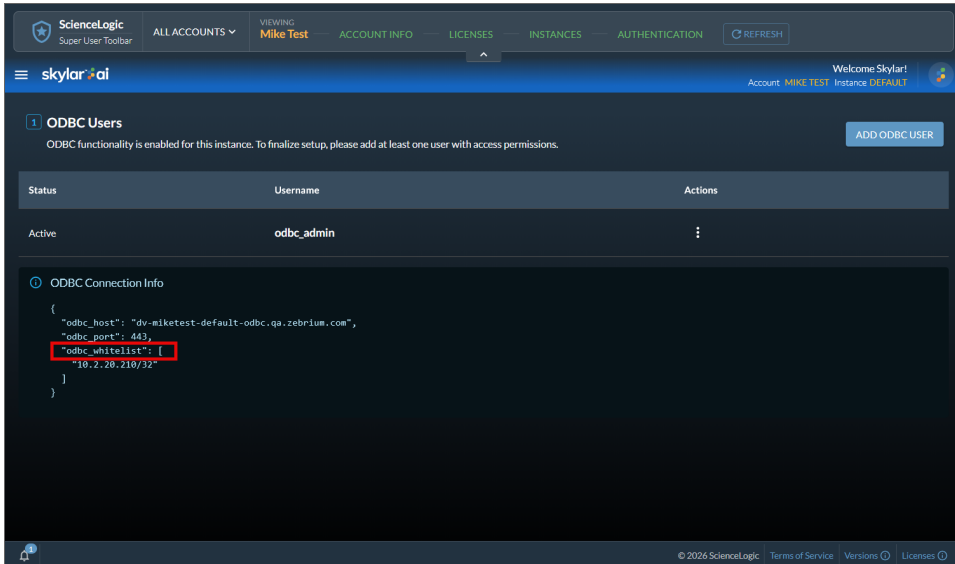 ScienceLogic
Super User Toolbar
ALL ACCOUNTS
VIEWING
Mike Test
ACCOUNT INFO
LICENSES
INSTANCES
AUTHENTICATION
REFRESH
skylar ai
Welcome Skylar!
Account MIKE TEST Instance DEFAULT
1 ODBC Users
ODBC functionality is enabled for this instance. To finalize setup, please add at least one user with access permissions.
ADD ODBC USER
Status Username Actions
Active odbc_admin
ODBC Connection Info
{
"odbc_host": "dv-miketest-default-odbc.qa.zebrium.com",
"odbc_port": 443,
"odbc_whitelist": [
"10.2.20.210/32"
]
}
1
© 2026 ScienceLogic Terms of Service Versions Licenses